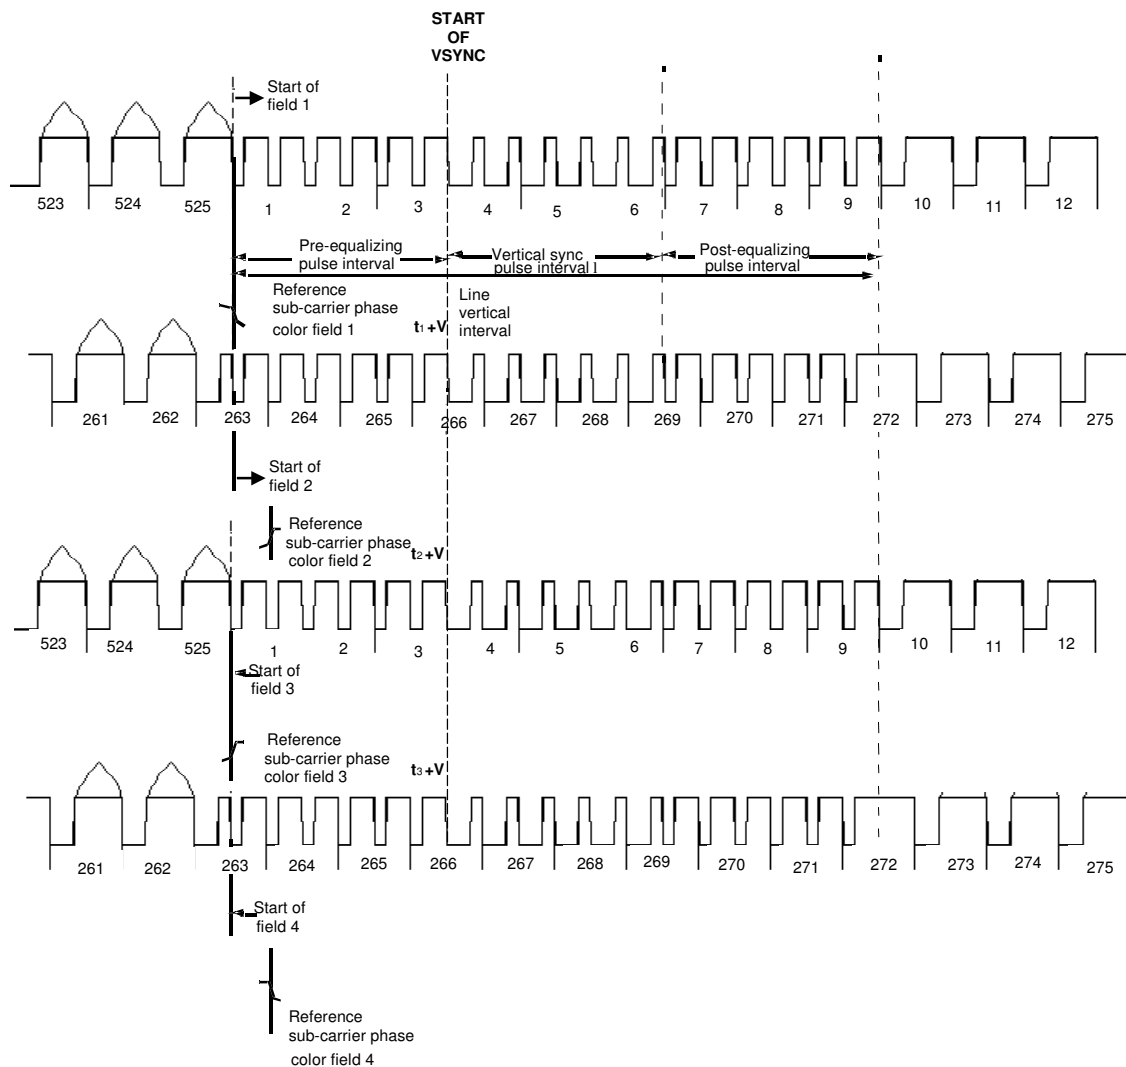 START
OF
VSYNC
Start of
field 1
523 524 525 1 2 3 4 5 6 7 8 9 10 11 12
Pre-equalizing
pulse interval
Vertical sync
pulse interval
Post-equalizing
pulse interval
Reference
sub-carrier phase
color field 1
t1+V
Line
vertical
interval
261 262 263 264 265 266 267 268 269 270 271 272 273 274 275
Start of
field 2
Reference
sub-carrier phase
color field 2
t2+V
523 524 525 1 2 3 4 5 6 7 8 9 10 11 12
Start of
field 3
Reference
sub-carrier phase
color field 3
t3+V
261 262 263 264 265 266 267 268 269 270 271 272 273 274 275
Start of
field 4
Reference
sub-carrier phase
color field 4